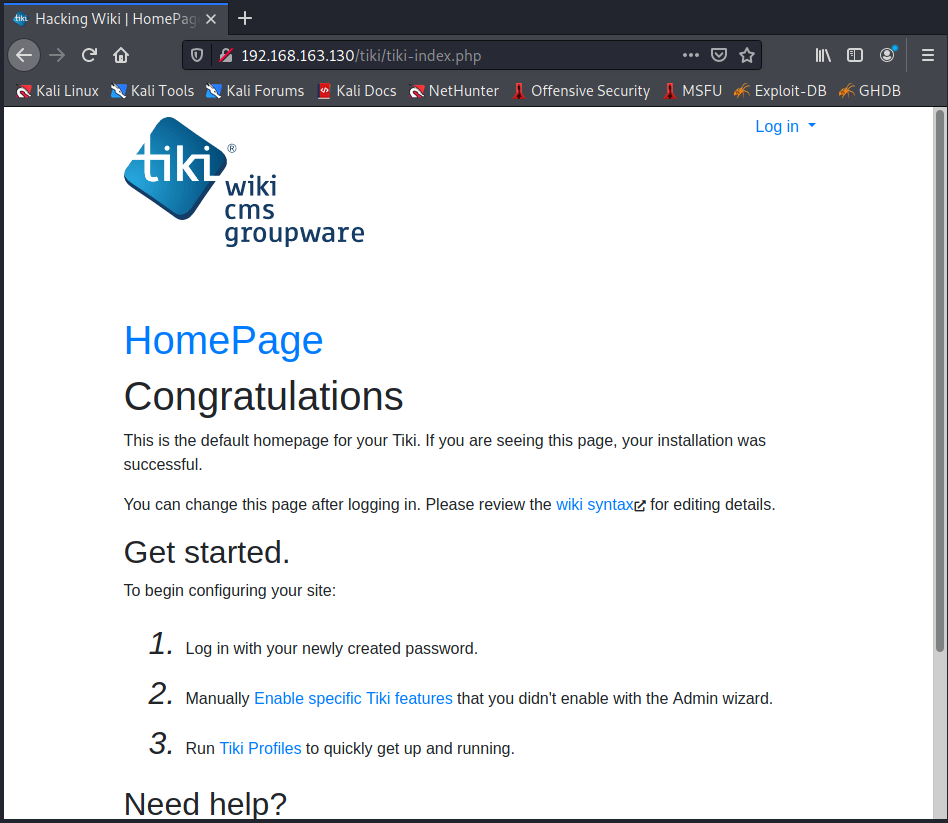 tiki Hacking Wiki | HomePag
192.168.163.130/tiki/tiki-index.php
Kali Linux Kali Tools Kali Forums Kali Docs NetHunter Offensive Security MSFU Exploit-DB GHDB
Log in
tiki®
wiki
cms
groupware
HomePage
Congratulations
This is the default homepage for your Tiki. If you are seeing this page, your installation was
successful.
You can change this page after logging in. Please review the wiki syntax for editing details.
Get started.
To begin configuring your site:
1. Log in with your newly created password.
2. Manually Enable specific Tiki features that you didn't enable with the Admin wizard.
3. Run Tiki Profiles to quickly get up and running.
Need help?